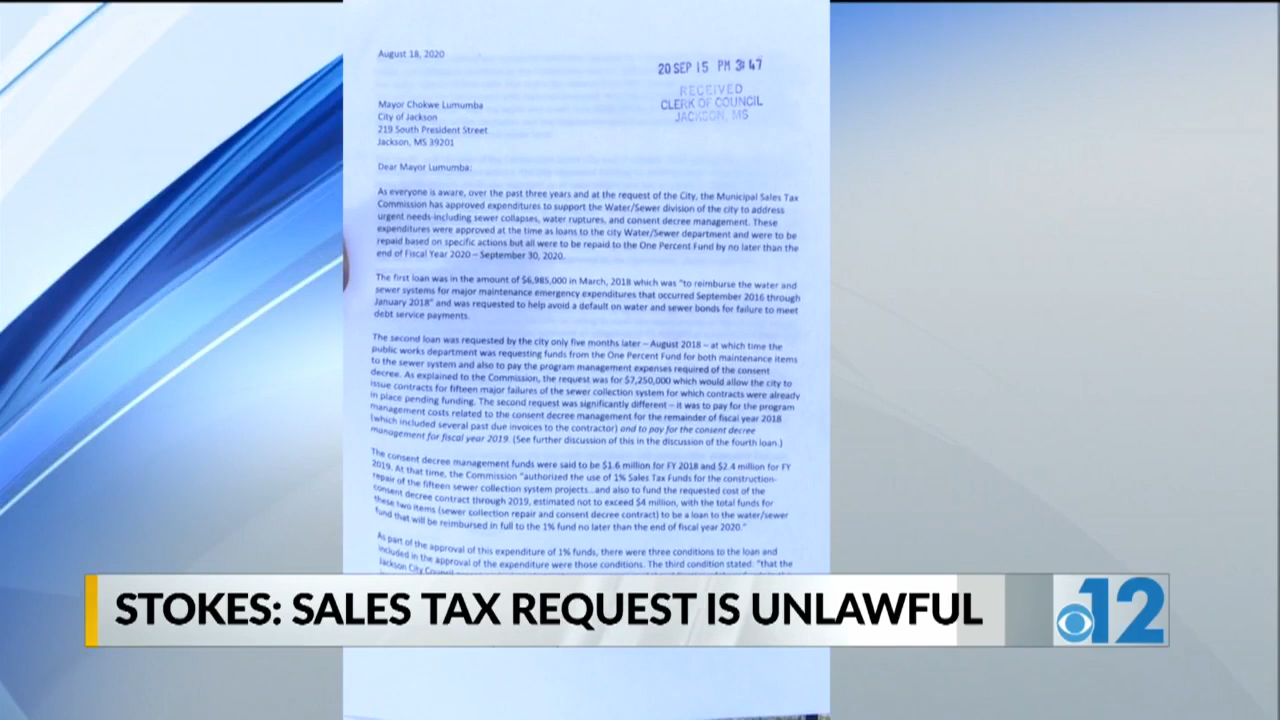 August 18, 2020
20 SEP 15 PM 3:47
RECEIVED
CLERK OF COUNCIL
JACKSON, MS
Mayor Chokwe Lumumba
City of Jackson
219 South President Street
Jackson, MS 39201
Dear Mayor Lumumba:
As everyone is aware, over the past three years and at the request of the City, the Municipal Sales Tax
Commission has approved expenditures to support the Water/Sewer division of the city to address
urgent needs-including sewer collapses, water ruptures, and consent decree management. These
expenditures were approved at the time as loans to the city Water/Sewer department and were to be
repaid based on specific actions but all were to be repaid to the One Percent Fund by no later than the
end of Fiscal Year 2020 – September 30, 2020.
The first loan was in the amount of $6,985,000 in March, 2018 which was "to reimburse the water and
sewer systems for major maintenance emergency expenditures that occurred September 2016 through
January 2018" and was requested to help avoid a default on water and sewer bonds for failure to meet
debt service payments.
The second loan was requested by the city only five months later – August 2018 – at which time the
public works department was requesting funds from the One Percent Fund for both maintenance items
to the sewer system and also to pay the program management expenses required of the consent
decree. As explained to the Commission, the request was for $7,250,000 which would allow the city to
issue contracts for fifteen major failures of the sewer collection system for which contracts were already
in place pending funding. The second request was significantly different – it was to pay for the program
management costs related to the consent decree management for the remainder of fiscal year 2018
(which included several past due invoices to the contractor) and to pay for the consent decree
management for fiscal year 2019. (See further discussion of this in the discussion of the fourth loan.)
The consent decree management funds were said to be $1.6 million for FY 2018 and $2.4 million for FY
2019. At that time, the Commission "authorized the use of 1% Sales Tax Funds for the construction-
repair of the fifteen sewer collection system projects...and also to fund the requested cost of the
consent decree contract through 2019, estimated not to exceed $4 million, with the total funds for
these two items (sewer collection repair and consent decree contract) to be a loan to the water/sewer
fund that will be reimbursed in full to the 1% fund no later than the end of fiscal year 2020."
As part of the approval of this expenditure of 1% funds, there were three conditions to the loan and
included in the approval of the expenditure were those conditions. The third condition stated: "that the
Jackson City Council
STOKES: SALES TAX REQUEST IS UNLAWFUL
12